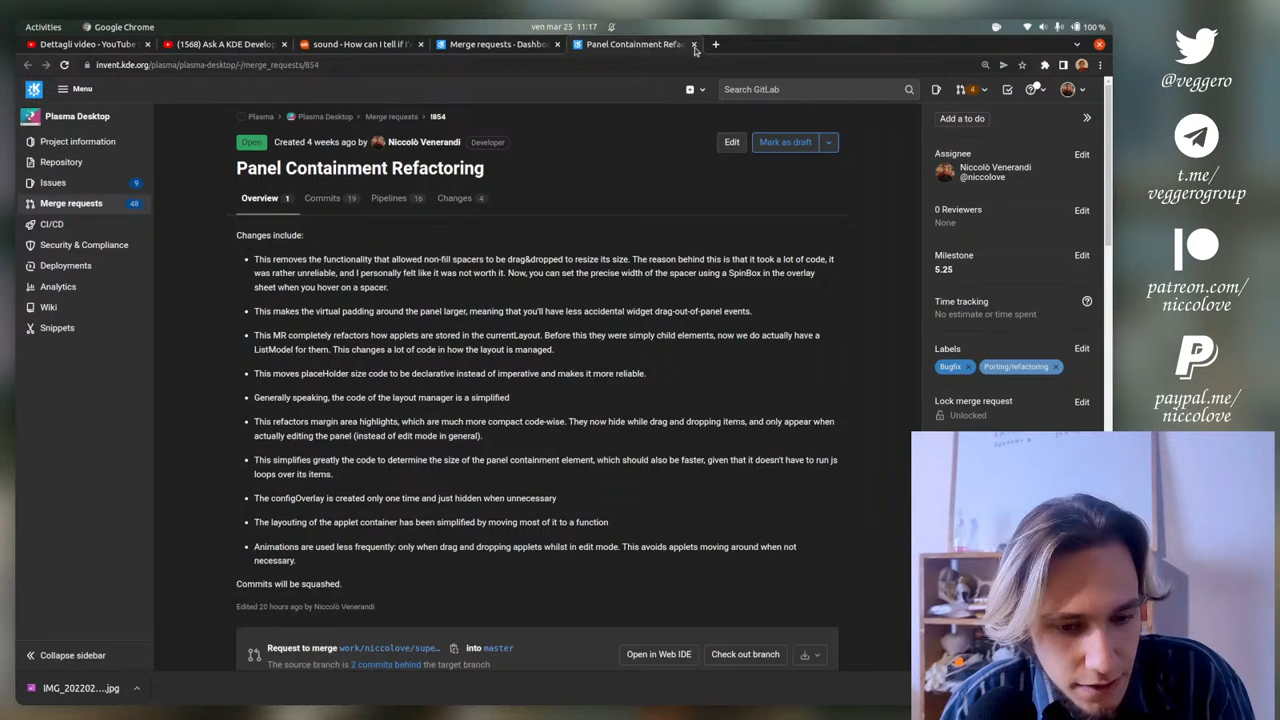 Activities
Google Chrome
ven mar 25 11:17
100 %
Dettagli video - YouTube
(1568) Ask A KDE Develop
sound - How can I tell if I'm
Merge requests - Dashbo
Panel Containment Refac
invent.kde.org/plasma/plasma-desktop/-/merge_requests/854
Menu
Search GitLab
4
Plasma Desktop
Project information
Repository
Issues 9
Merge requests 48
CI/CD
Security & Compliance
Deployments
Analytics
Wiki
Snippets
Collapse sidebar
Plasma
Plasma Desktop
Merge requests
!854
Open
Created 4 weeks ago by Niccolò Venerandi
Developer
Edit
Mark as draft
Panel Containment Refactoring
Overview 1
Commits 19
Pipelines 16
Changes 4
Changes include:
This removes the functionality that allowed non-fill spacers to be drag&dropped to resize its size. The reason behind this is that it took a lot of code, it
was rather unreliable, and I personally felt like it was not worth it. Now, you can set the precise width of the spacer using a SpinBox in the overlay
sheet when you hover on a spacer.
This makes the virtual padding around the panel larger, meaning that you'll have less accidental widget drag-out-of-panel events.
This MR completely refactors how applets are stored in the currentLayout. Before this they were simply child elements, now we do actually have a
ListModel for them. This changes a lot of code in how the layout is managed.
This moves placeHolder size code to be declarative instead of imperative and makes it more reliable.
Generally speaking, the code of the layout manager is a simplified
This refactors margin area highlights, which are much more compact code-wise. They now hide while drag and dropping items, and only appear when
actually editing the panel (instead of edit mode in general).
This simplifies greatly the code to determine the size of the panel containment element, which should also be faster, given that it doesn't have to run js
loops over its items.
The configOverlay is created only one time and just hidden when unnecessary
The layouting of the applet container has been simplified by moving most of it to a function
Animations are used less frequently: only when drag and dropping applets whilst in edit mode. This avoids applets moving around when not
necessary.
Commits will be squashed.
Edited 20 hours ago by Niccolò Venerandi
Request to merge work/niccolove/supe… into master
The source branch is 2 commits behind the target branch
Open in Web IDE
Check out branch
Add a to do
Assignee
Edit
Niccolò Venerandi
@niccolove
0 Reviewers
Edit
None
Milestone
Edit
5.25
Time tracking
No estimate or time spent
Labels
Edit
Bugfix
Porting/refactoring
Lock merge request
Edit
Unlocked
IMG_202202....jpg
@veggero
t.me/
veggerogroup
patreon.com/
niccolove
paypal.me/
niccolove